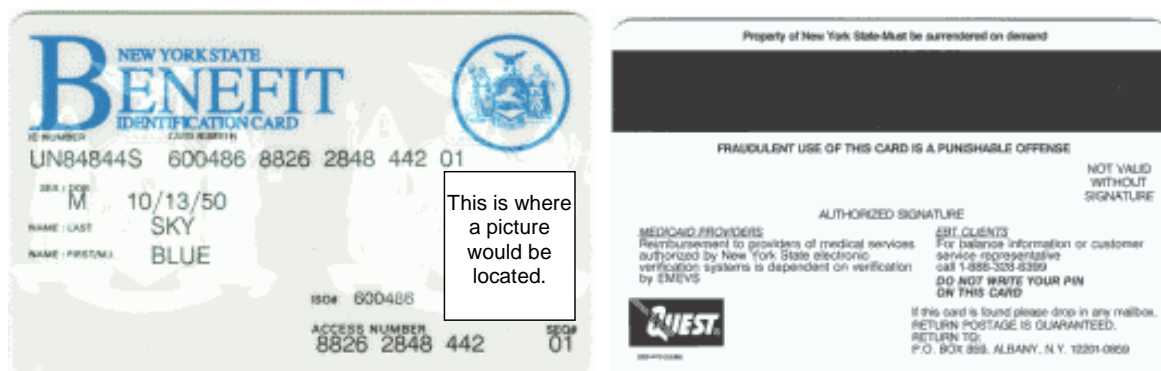 NEW YORK STATE
BENEFIT
IDENTIFICATION CARD
ID NUMBER CARD NUMBER
UN84844S 600486 8826 2848 442 01
SEX / DOB
M 10/13/50
NAME : LAST SKY
NAME : FIRST/M.I. BLUE
This is where
a picture
would be
located.
ISO# 600486
ACCESS NUMBER SEQ#
8826 2848 442 01
Property of New York State-Must be surrendered on demand
FRAUDULENT USE OF THIS CARD IS A PUNISHABLE OFFENSE
NOT VALID
WITHOUT
SIGNATURE
AUTHORIZED SIGNATURE
MEDICAID PROVIDERS
Reimbursement to providers of medical services
authorized by New York State electronic
verification systems is dependent on verification
by EMEVS
EBT CLIENTS
For balance information or customer
service representative
call 1-888-328-6399
DO NOT WRITE YOUR PIN
ON THIS CARD
QUEST
If this card is found please drop in any mailbox.
RETURN POSTAGE IS GUARANTEED.
RETURN TO:
P.O. BOX 859, ALBANY, N.Y. 12201-0859